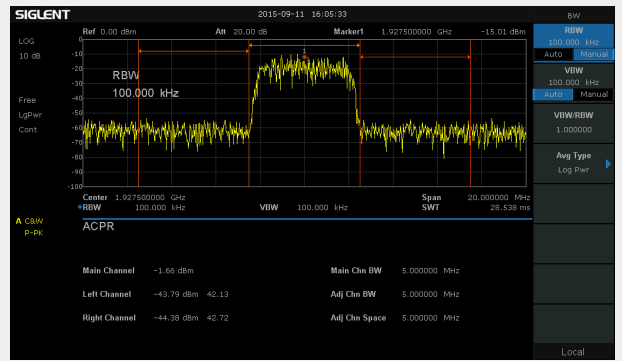 SIGLENT 2015-09-11 16:05:33 BW
LOG Ref 0.00 dBm Att 20.00 dB Marker1 1.927500000 GHz -15.01 dBm RBW
100.000 kHz
10 dB 0 Auto Manual
-10
1
-20
RBW VBW
-30 100.000 kHz
100.000 kHz Auto Manual
Free -40
LgPwr -50 VBW/RBW
Cont -60 1.000000
-70
-80 Avg Type
-90 Log Pwr
-100
Center 1.927500000 GHz Span 20.000000 MHz
*RBW 100.000 kHz VBW 100.000 kHz SWT 28.538 ms
A C&W ACPR
P-PK
Main Channel -1.66 dBm Main Chn BW 5.000000 MHz
Left Channel -43.79 dBm 42.13 Adj Chn BW 5.000000 MHz
Right Channel -44.38 dBm 42.72 Adj Chn Space 5.000000 MHz
Local